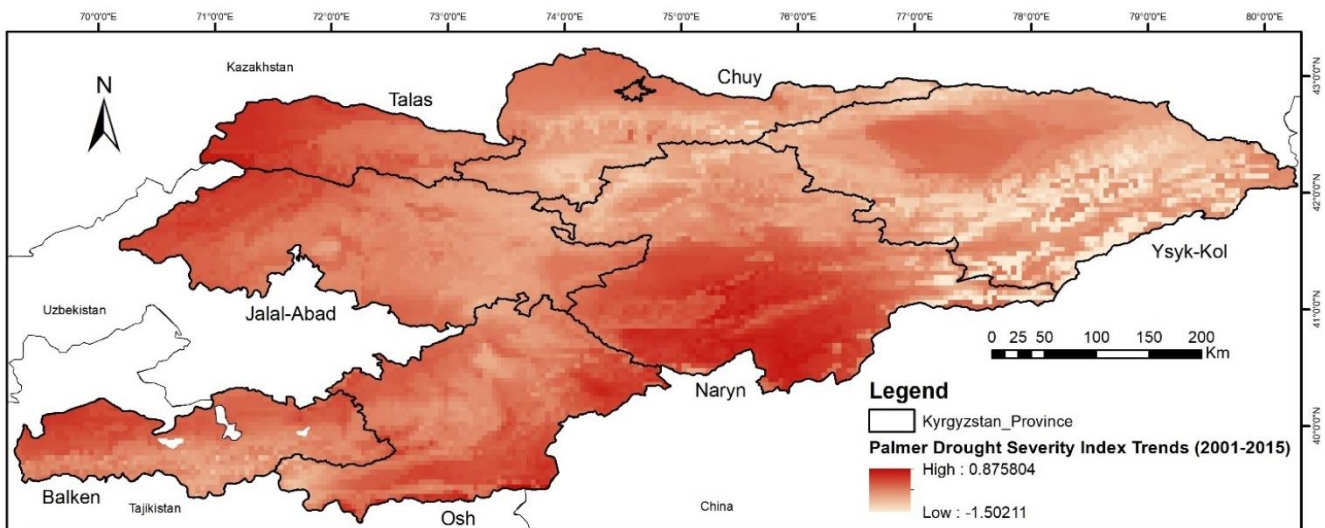 70°0'0"E 71°0'0"E 72°0'0"E 73°0'0"E 74°0'0"E 75°0'0"E 76°0'0"E 77°0'0"E 78°0'0"E 79°0'0"E 80°0'0"E
Kazakhstan
N
Talas
Chuy
43°0'0"N
42°0'0"N
Ysyk-Kol
Uzbekistan
Jalal-Abad
41°0'0"N
0 25 50 100 150 200
Km
Naryn
Legend
Kyrgyzstan_Province
40°0'0"N
Palmer Drought Severity Index Trends (2001-2015)
High : 0.875804
Low : -1.50211
Balken
Tajikistan
Osh
China